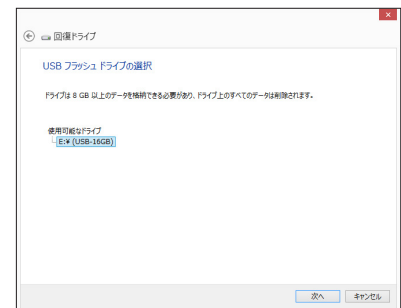 回復ドライブ
USB フラッシュ ドライブの選択
ドライブは 8 GB 以上のデータを格納できる必要があり、ドライブ上のすべてのデータは削除されます。
使用可能なドライブ
E:¥ (USB-16GB)
次へ キャンセル